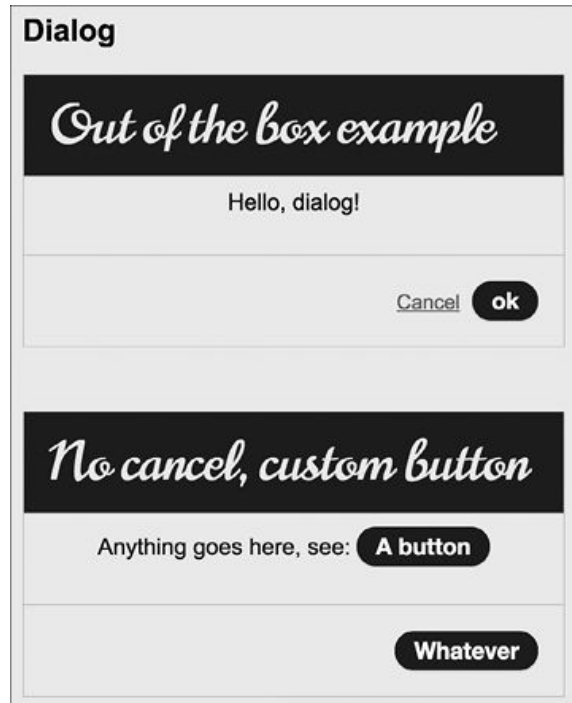 Dialog
Out of the box example
Hello, dialog!
Cancel ok
No cancel, custom button
Anything goes here, see: A button
Whatever